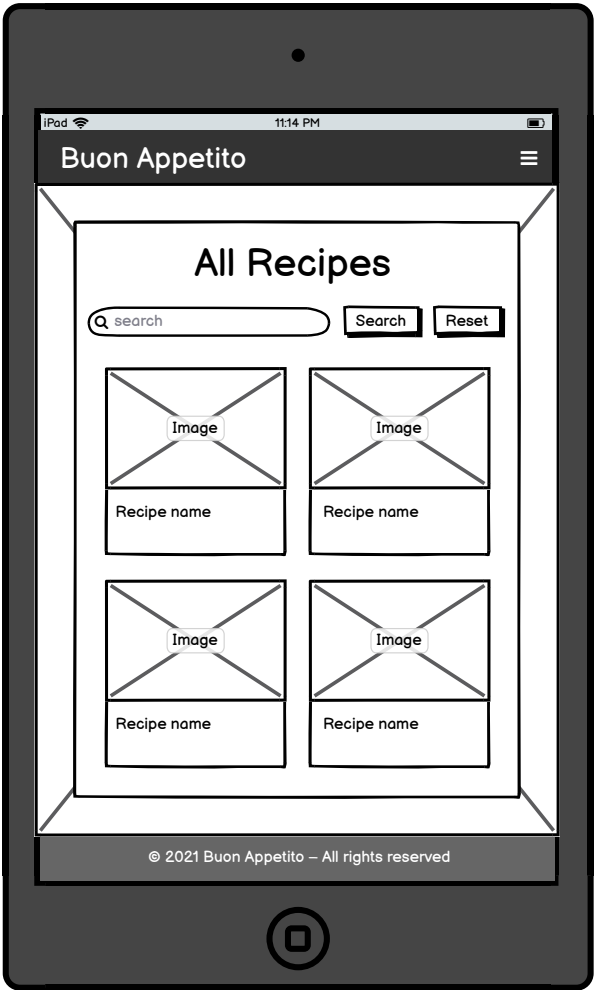 iPad 11:14 PM
Buon Appetito
All Recipes
search Search Reset
Image Image
Recipe name Recipe name
Image Image
Recipe name Recipe name
© 2021 Buon Appetito – All rights reserved